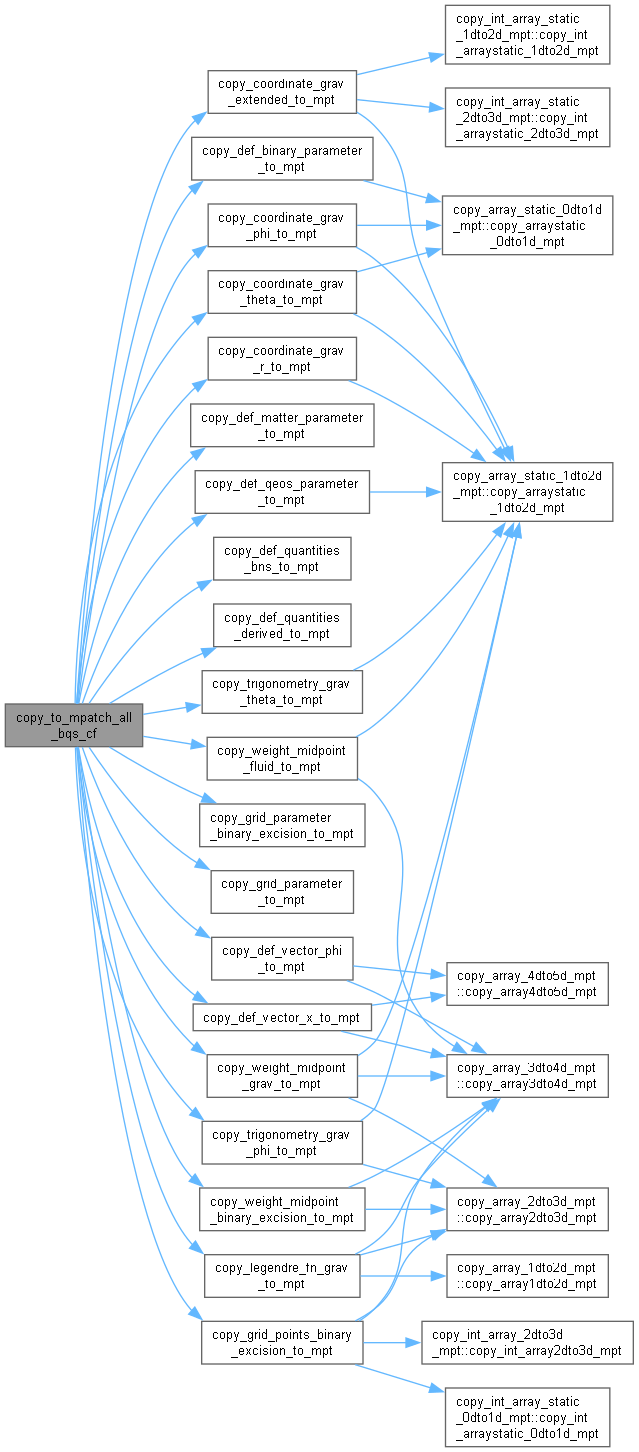 copy_int_array_static
_1dto2d_mpt::copy_int
_arraystatic_1dto2d_mpt
copy_coordinate_grav
_extended_to_mpt
copy_int_array_static
_2dto3d_mpt::copy_int
_arraystatic_2dto3d_mpt
copy_def_binary_parameter
_to_mpt
copy_array_static_0dto1d
_mpt::copy_arraystatic
_0dto1d_mpt
copy_coordinate_grav
_phi_to_mpt
copy_coordinate_grav
_theta_to_mpt
copy_coordinate_grav
_r_to_mpt
copy_def_matter_parameter
_to_mpt
copy_array_static_1dto2d
_mpt::copy_arraystatic
_1dto2d_mpt
copy_def_qeos_parameter
_to_mpt
copy_def_quantities
_bns_to_mpt
copy_def_quantities
_derived_to_mpt
copy_trigonometry_grav
_theta_to_mpt
copy_to_mpatch_all
_bqs_cf
copy_weight_midpoint
_fluid_to_mpt
copy_grid_parameter
_binary_excision_to_mpt
copy_grid_parameter
_to_mpt
copy_def_vector_phi
_to_mpt
copy_array_4dto5d_mpt
::copy_array4dto5d_mpt
copy_def_vector_x_to_mpt
copy_weight_midpoint
_grav_to_mpt
copy_array_3dto4d_mpt
::copy_array3dto4d_mpt
copy_trigonometry_grav
_phi_to_mpt
copy_weight_midpoint
_binary_excision_to_mpt
copy_array_2dto3d_mpt
::copy_array2dto3d_mpt
copy_legendre_fn_grav
_to_mpt
copy_array_1dto2d_mpt
::copy_array1dto2d_mpt
copy_grid_points_binary
_excision_to_mpt
copy_int_array_2dto3d
_mpt::copy_int_array2dto3d_mpt
copy_int_array_static
_0dto1d_mpt::copy_int
_arraystatic_0dto1d_mpt